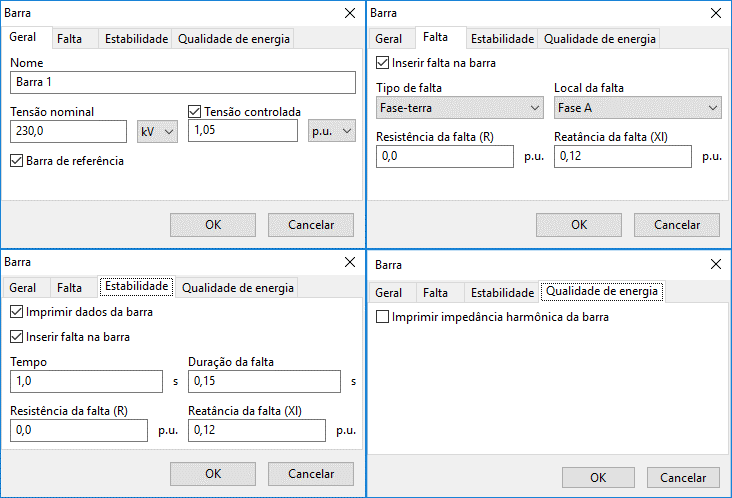 Barra
Geral Falta Estabilidade Qualidade de energia
Nome
Barra 1
Tensão nominal Tensão controlada
230,0 kV 1,05 p.u.
Barra de referência
OK Cancelar
Barra
Geral Falta Estabilidade Qualidade de energia
Inserir falta na barra
Tipo de falta Local da falta
Fase-terra Fase A
Resistência da falta (R) Reatância da falta (Xl)
0,0 p.u. 0,12 p.u.
OK Cancelar
Barra
Geral Falta Estabilidade Qualidade de energia
Imprimir dados da barra
Inserir falta na barra
Tempo Duração da falta
1,0 s 0,15 s
Resistência da falta (R) Reatância da falta (Xl)
0,0 p.u. 0,12 p.u.
OK Cancelar
Barra
Geral Falta Estabilidade Qualidade de energia
Imprimir impedância harmônica da barra
OK Cancelar